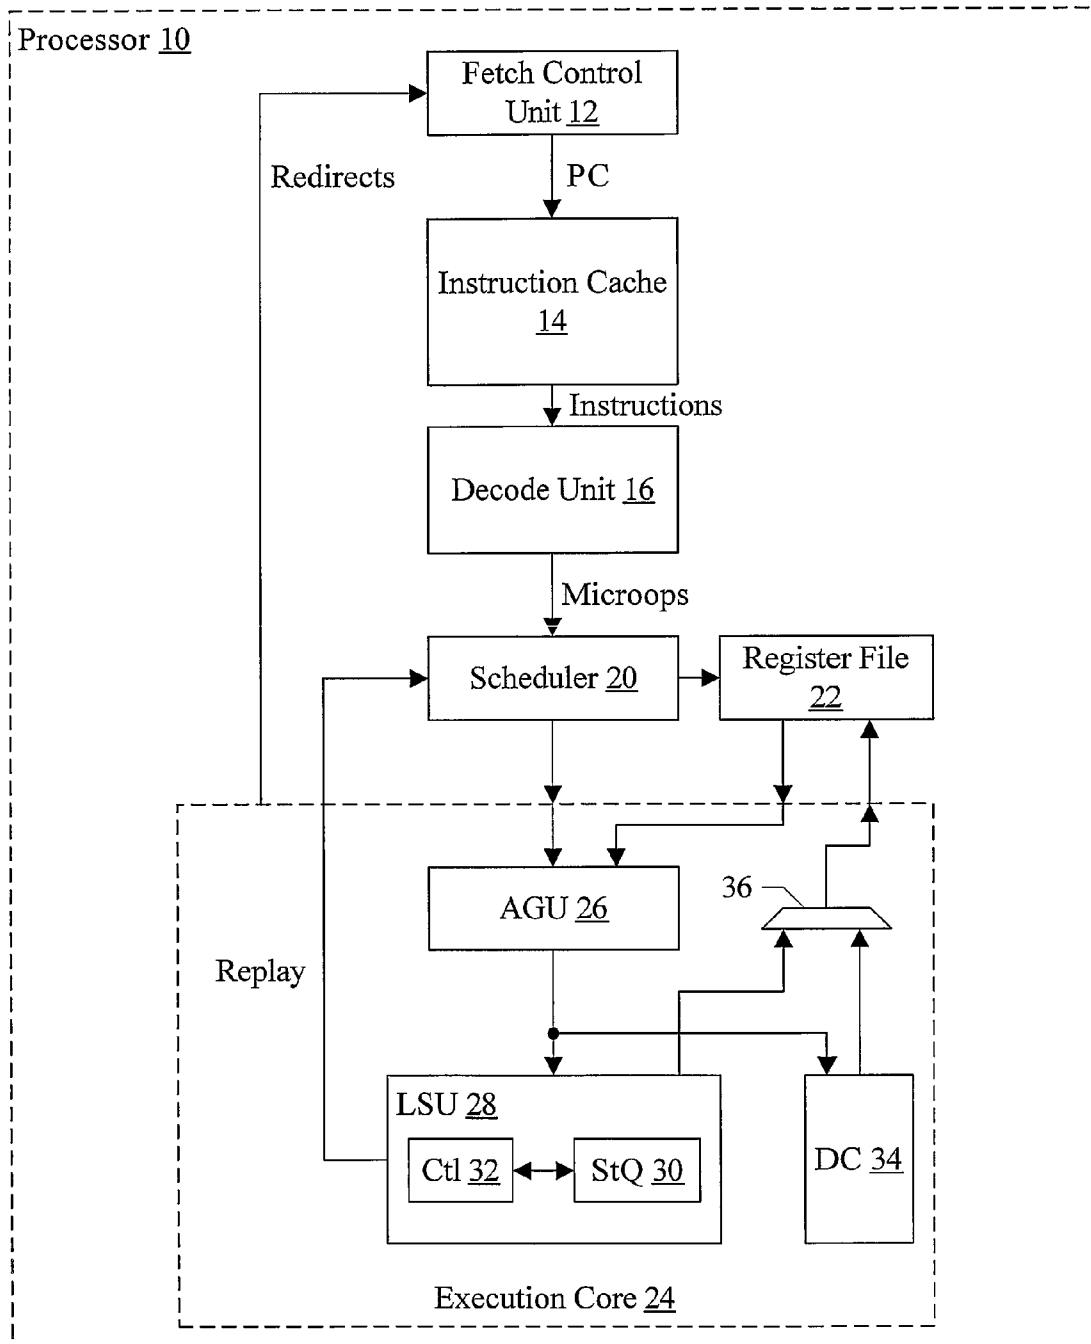 Processor 10
Fetch Control
Unit 12
Redirects
PC
Instruction Cache
14
Instructions
Decode Unit 16
Microops
Scheduler 20
Register File
22
AGU 26
36
Replay
LSU 28
Ctl 32
StQ 30
DC 34
Execution Core 24